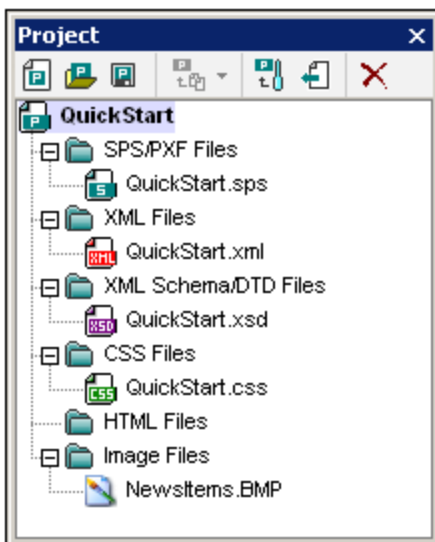 Project
QuickStart
SPS/PXF Files
QuickStart.sps
XML Files
QuickStart.xml
XML Schema/DTD Files
QuickStart.xsd
CSS Files
QuickStart.css
HTML Files
Image Files
NewsItems.BMP